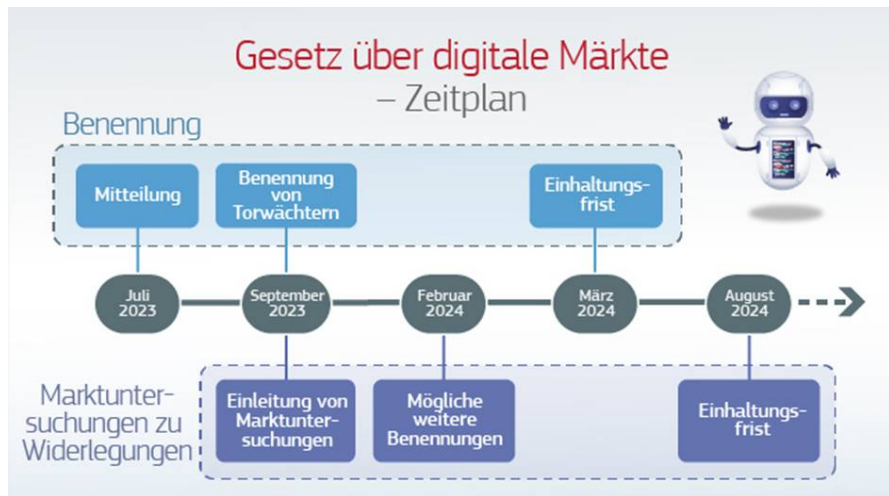 Gesetz über digitale Märkte
– Zeitplan
Benennung
Mitteilung
Benennung
von
Torwächtern
Einhaltungs-
frist
Juli
2023
September
2023
Februar
2024
März
2024
August
2024
Marktunter-
suchungen zu
Widerlegungen
Einleitung von
Marktunter-
suchungen
Mögliche
weitere
Benennungen
Einhaltungs-
frist